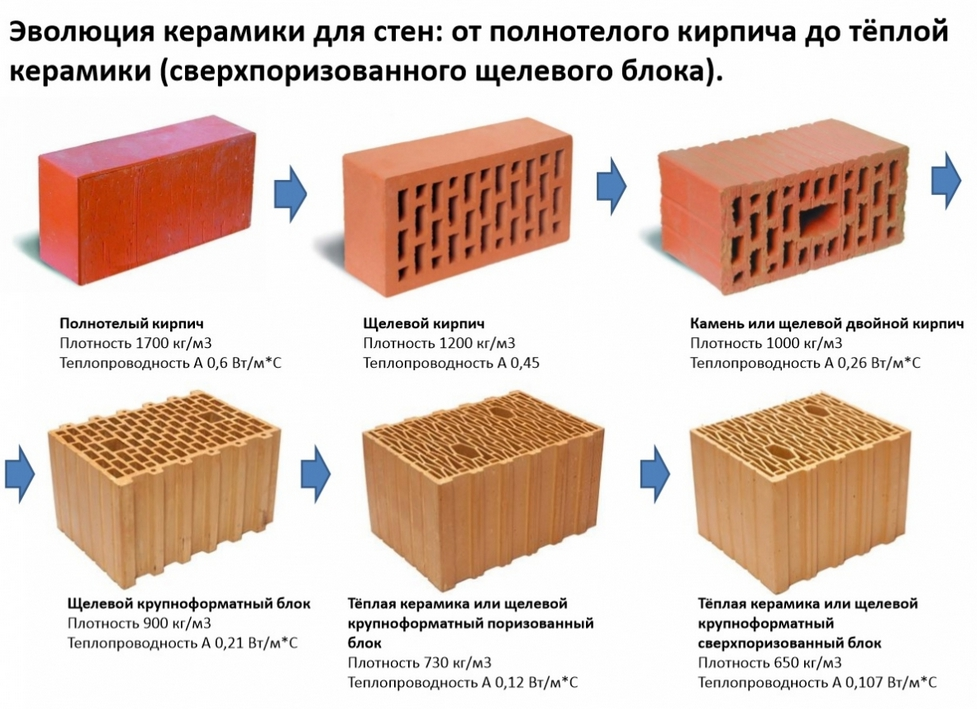 Эволюция керамики для стен: от полнотелого кирпича до тёплой
керамики (сверхпоризованного щелевого блока).
Полнотелый кирпич
Плотность 1700 кг/м3
Теплопроводность А 0,6 Вт/м*С
Щелевой кирпич
Плотность 1200 кг/м3
Теплопроводность А 0,45
Камень или щелевой двойной кирпич
Плотность 1000 кг/м3
Теплопроводность А 0,26 Вт/м*С
Щелевой крупноформатный блок
Плотность 900 кг/м3
Теплопроводность А 0,21 Вт/м*С
Тёплая керамика или щелевой
крупноформатный поризованный
блок
Плотность 730 кг/м3
Теплопроводность А 0,12 Вт/м*С
Тёплая керамика или щелевой
крупноформатный
сверхпоризованный блок
Плотность 650 кг/м3
Теплопроводность А 0,107 Вт/м*С